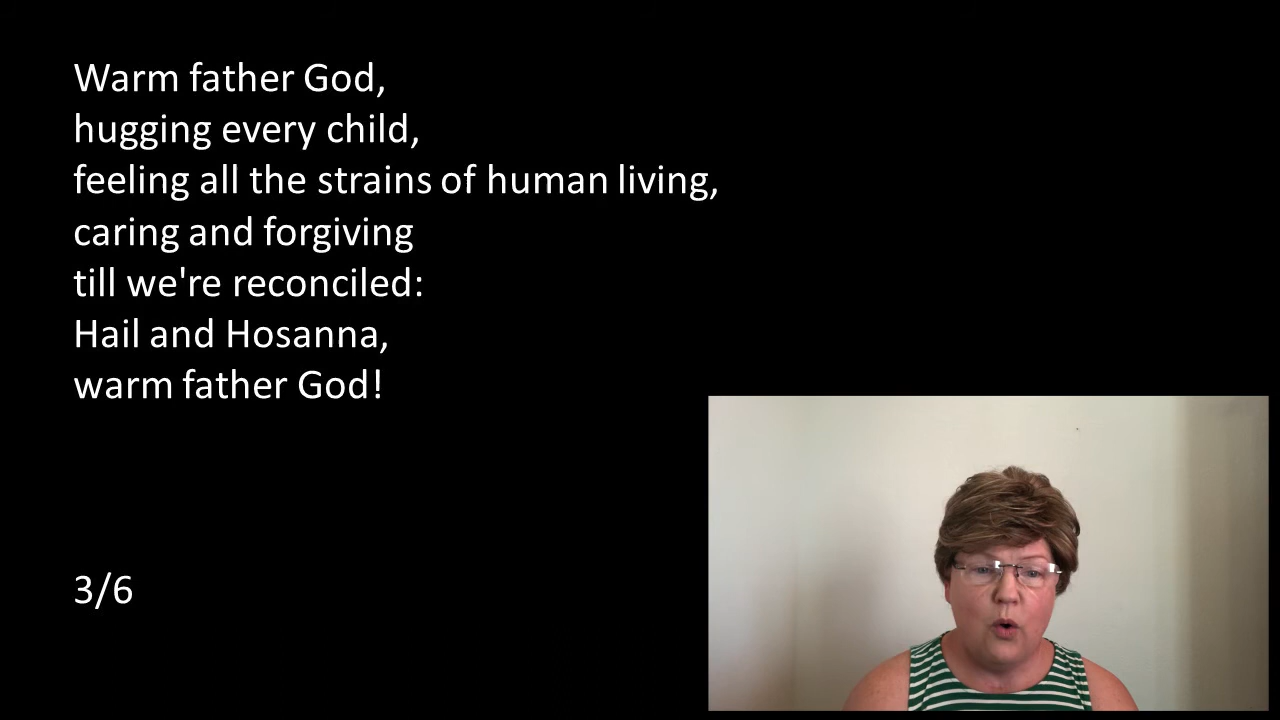 Warm father God,
hugging every child,
feeling all the strains of human living,
caring and forgiving
till we're reconciled:
Hail and Hosanna,
warm father God!
3/6